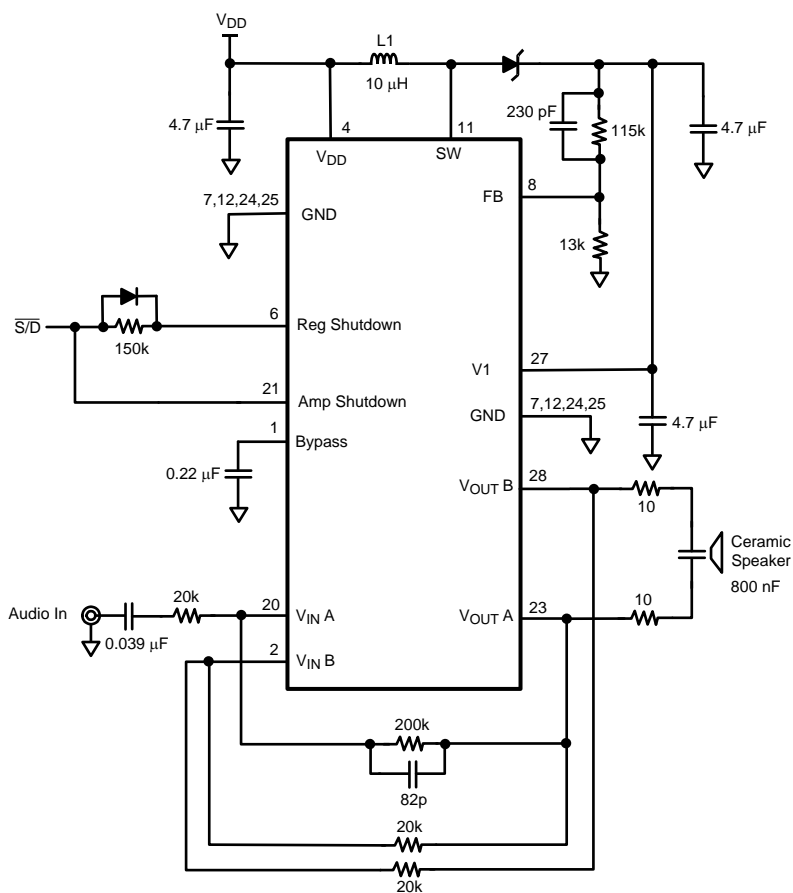 VDD
L1
10 μH
4.7 μF
4
11
VDD
SW
230 pF
115k
4.7 μF
8
FB
7,12,24,25
GND
13k
S/D
150k
6
Reg Shutdown
21
Amp Shutdown
27
V1
7,12,24,25
GND
4.7 μF
1
Bypass
0.22 μF
28
VOUT B
10
Ceramic
Speaker
800 nF
Audio In
0.039 μF
20k
20
VIN A
23
VOUT A
10
2
VIN B
200k
82p
20k
20k